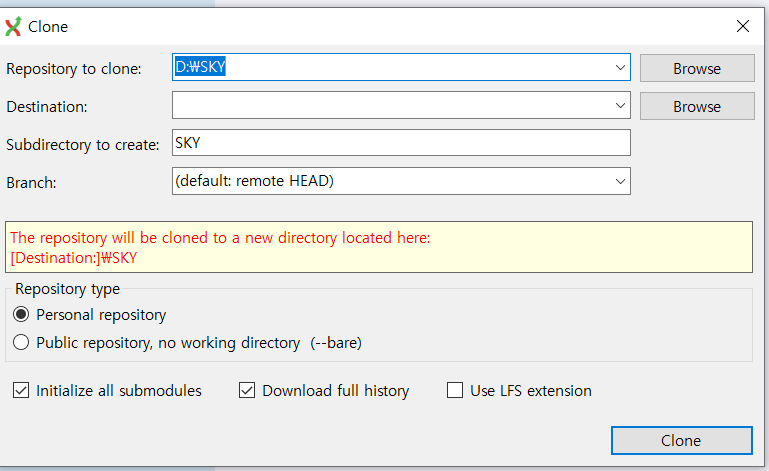 Clone
Repository to clone: D:₩SKY Browse
Destination: Browse
Subdirectory to create: SKY
Branch: (default: remote HEAD)
The repository will be cloned to a new directory located here:
[Destination:]₩SKY
Repository type
Personal repository
Public repository, no working directory (--bare)
Initialize all submodules Download full history Use LFS extension
Clone